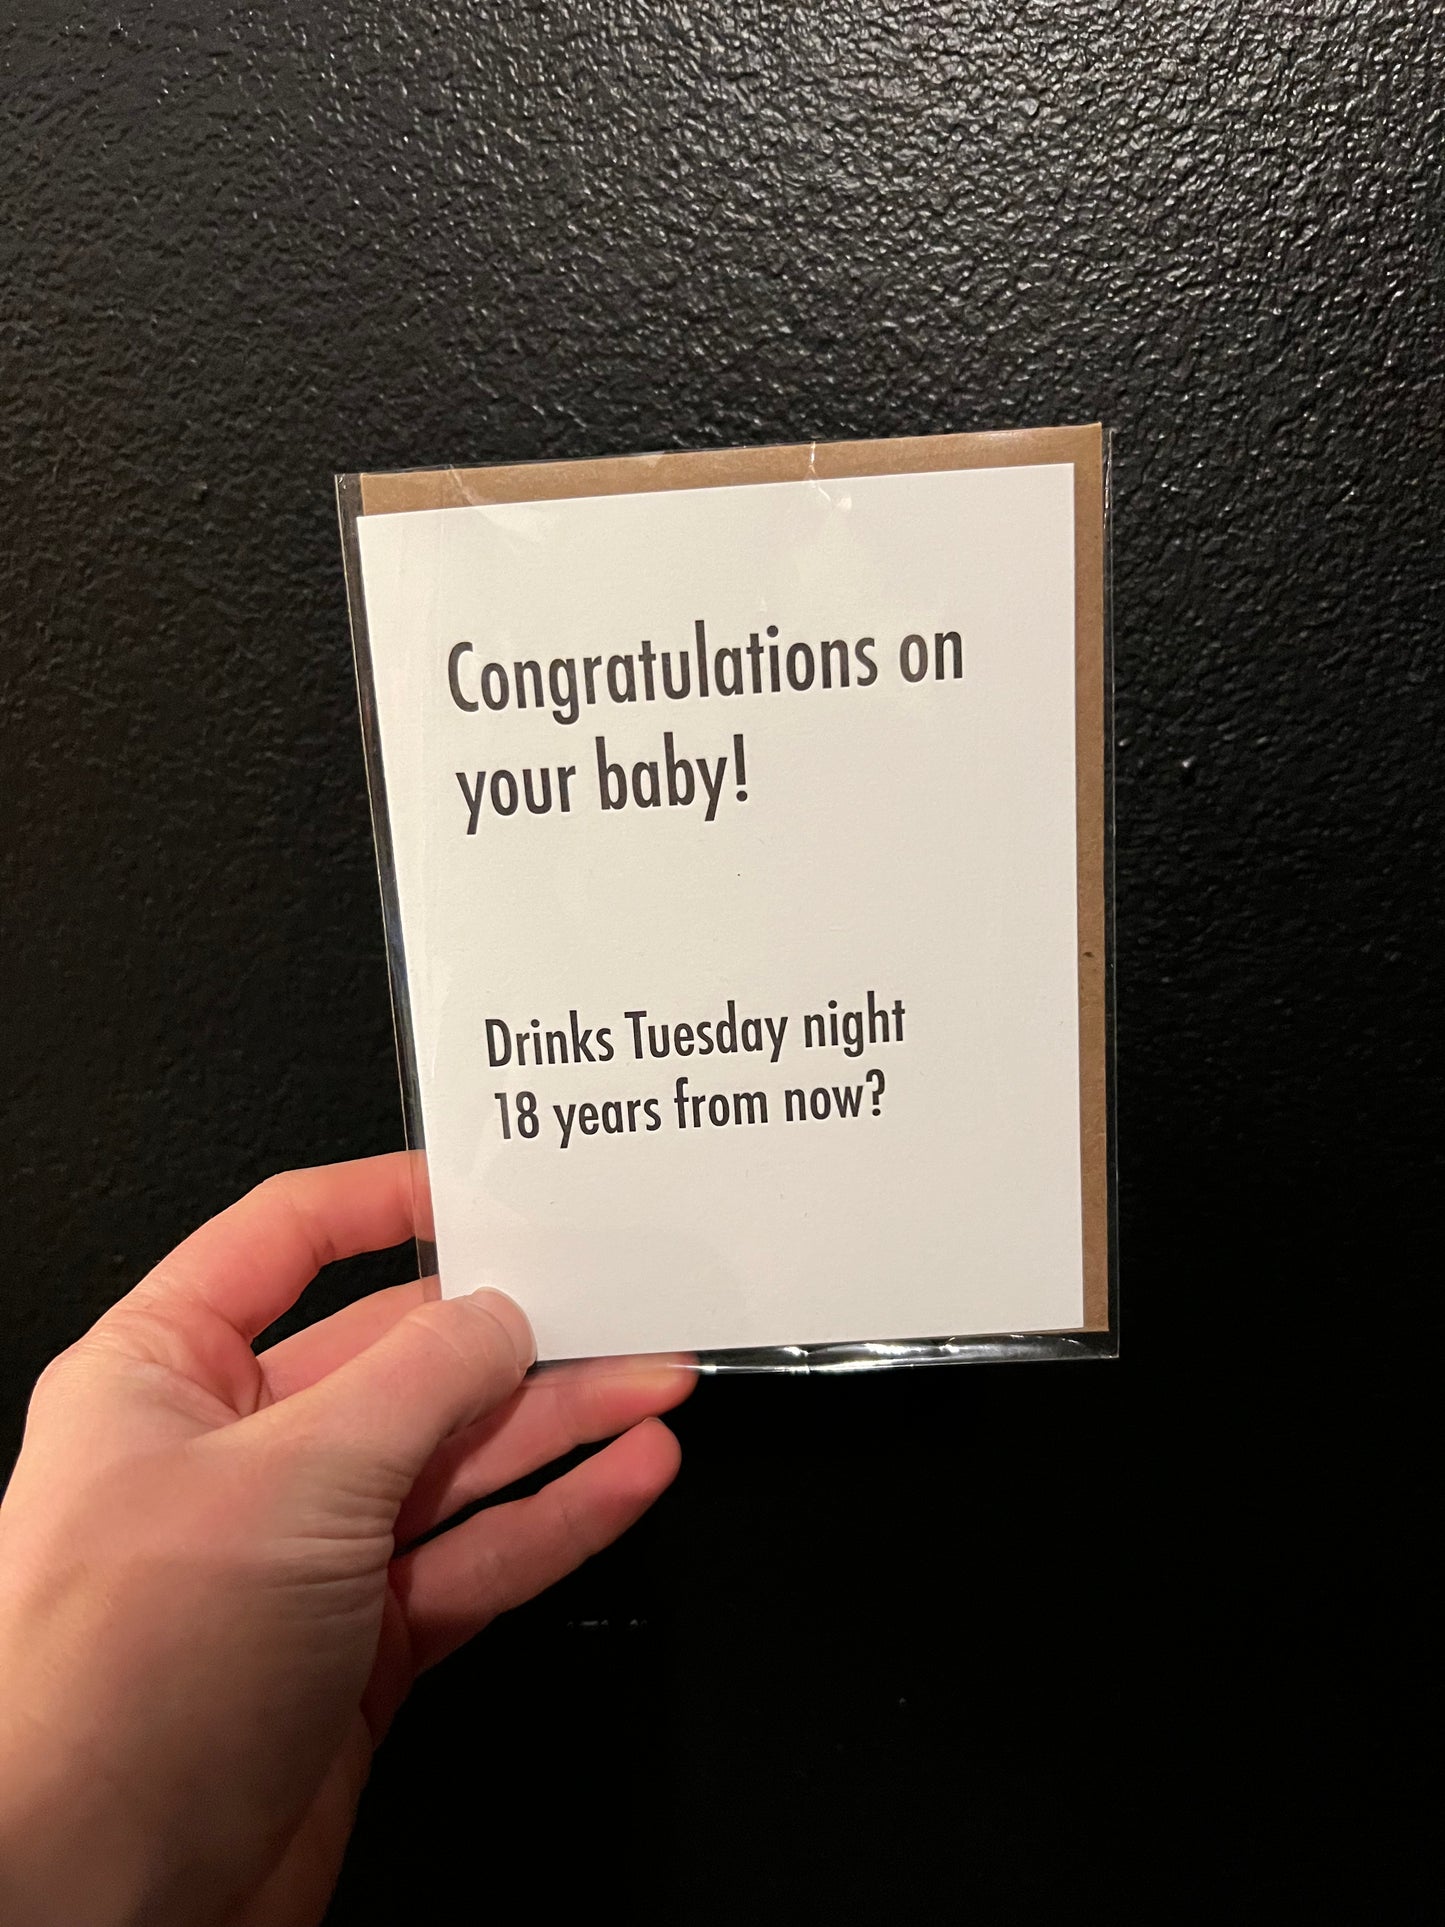 Congratulations on
your baby!
Drinks Tuesday night
18 years from now?